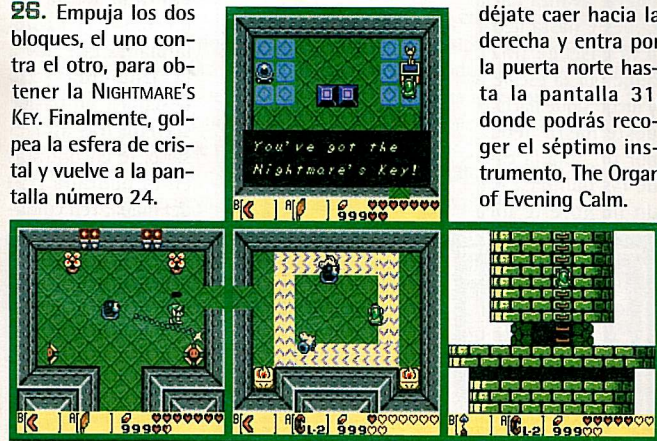 26. Empuja los dos
bloques, el uno con-
tra el otro, para ob-
tener la NIGHTMARE'S
KEY. Finalmente, gol-
pea la esfera de cris-
tal y vuelve a la pan-
talla número 24.
You've got the
Nightmare's Key!
B[ ] A[ ] 999
déjate caer hacia la
derecha y entra por
la puerta norte has-
ta la pantalla 31
donde podrás reco-
ger el séptimo ins-
trumento, The Organ
of Evening Calm.
B[ ] A[ ] 999
B[ ] A[ L-2 ] 999
B[ ] A[ L-2 ] 999